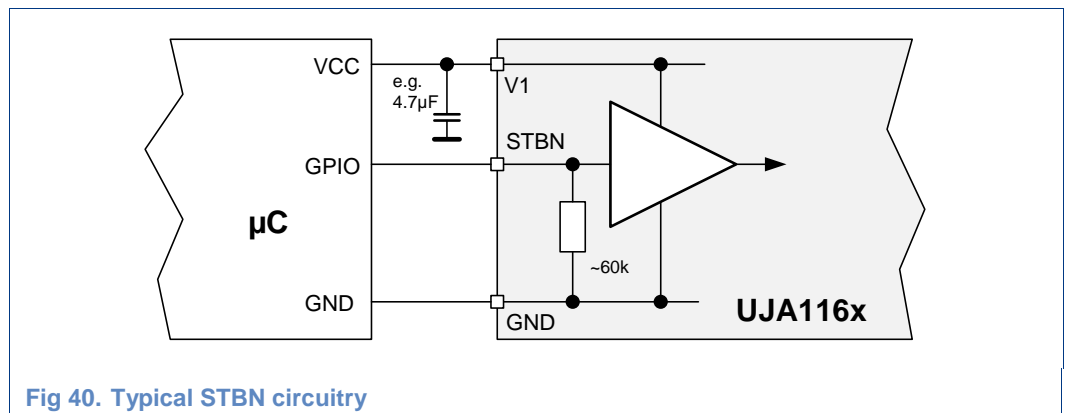 VCC
e.g.
4.7µF
V1
STBN
GPIO
µC
~60k
GND
GND
UJA116x
Fig 40. Typical STBN circuitry